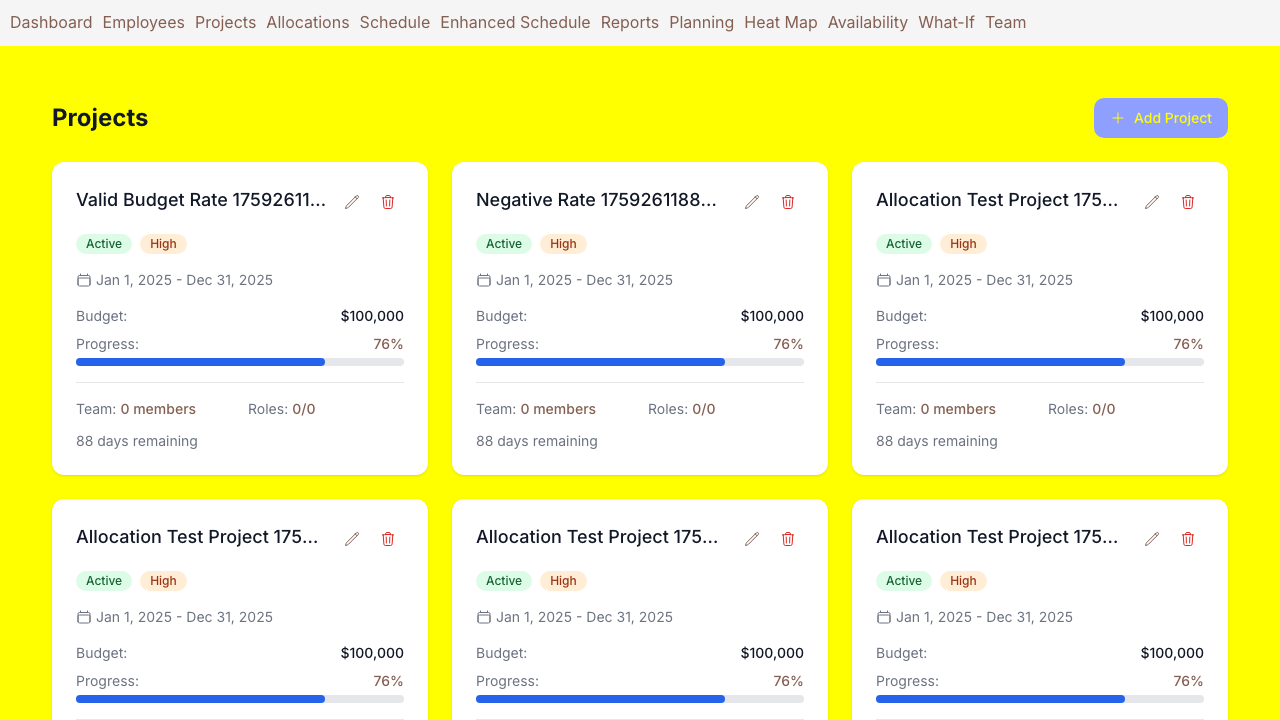 Dashboard Employees Projects Allocations Schedule Enhanced Schedule Reports Planning Heat Map Availability What-If Team
Projects
Add Project
Valid Budget Rate 17592611...
Active High
Jan 1, 2025 - Dec 31, 2025
Budget: $100,000
Progress: 76%
Team: 0 members Roles: 0/0
88 days remaining
Negative Rate 1759261188...
Active High
Jan 1, 2025 - Dec 31, 2025
Budget: $100,000
Progress: 76%
Team: 0 members Roles: 0/0
88 days remaining
Allocation Test Project 175...
Active High
Jan 1, 2025 - Dec 31, 2025
Budget: $100,000
Progress: 76%
Team: 0 members Roles: 0/0
88 days remaining
Allocation Test Project 175...
Active High
Jan 1, 2025 - Dec 31, 2025
Budget: $100,000
Progress: 76%
Allocation Test Project 175...
Active High
Jan 1, 2025 - Dec 31, 2025
Budget: $100,000
Progress: 76%
Allocation Test Project 175...
Active High
Jan 1, 2025 - Dec 31, 2025
Budget: $100,000
Progress: 76%